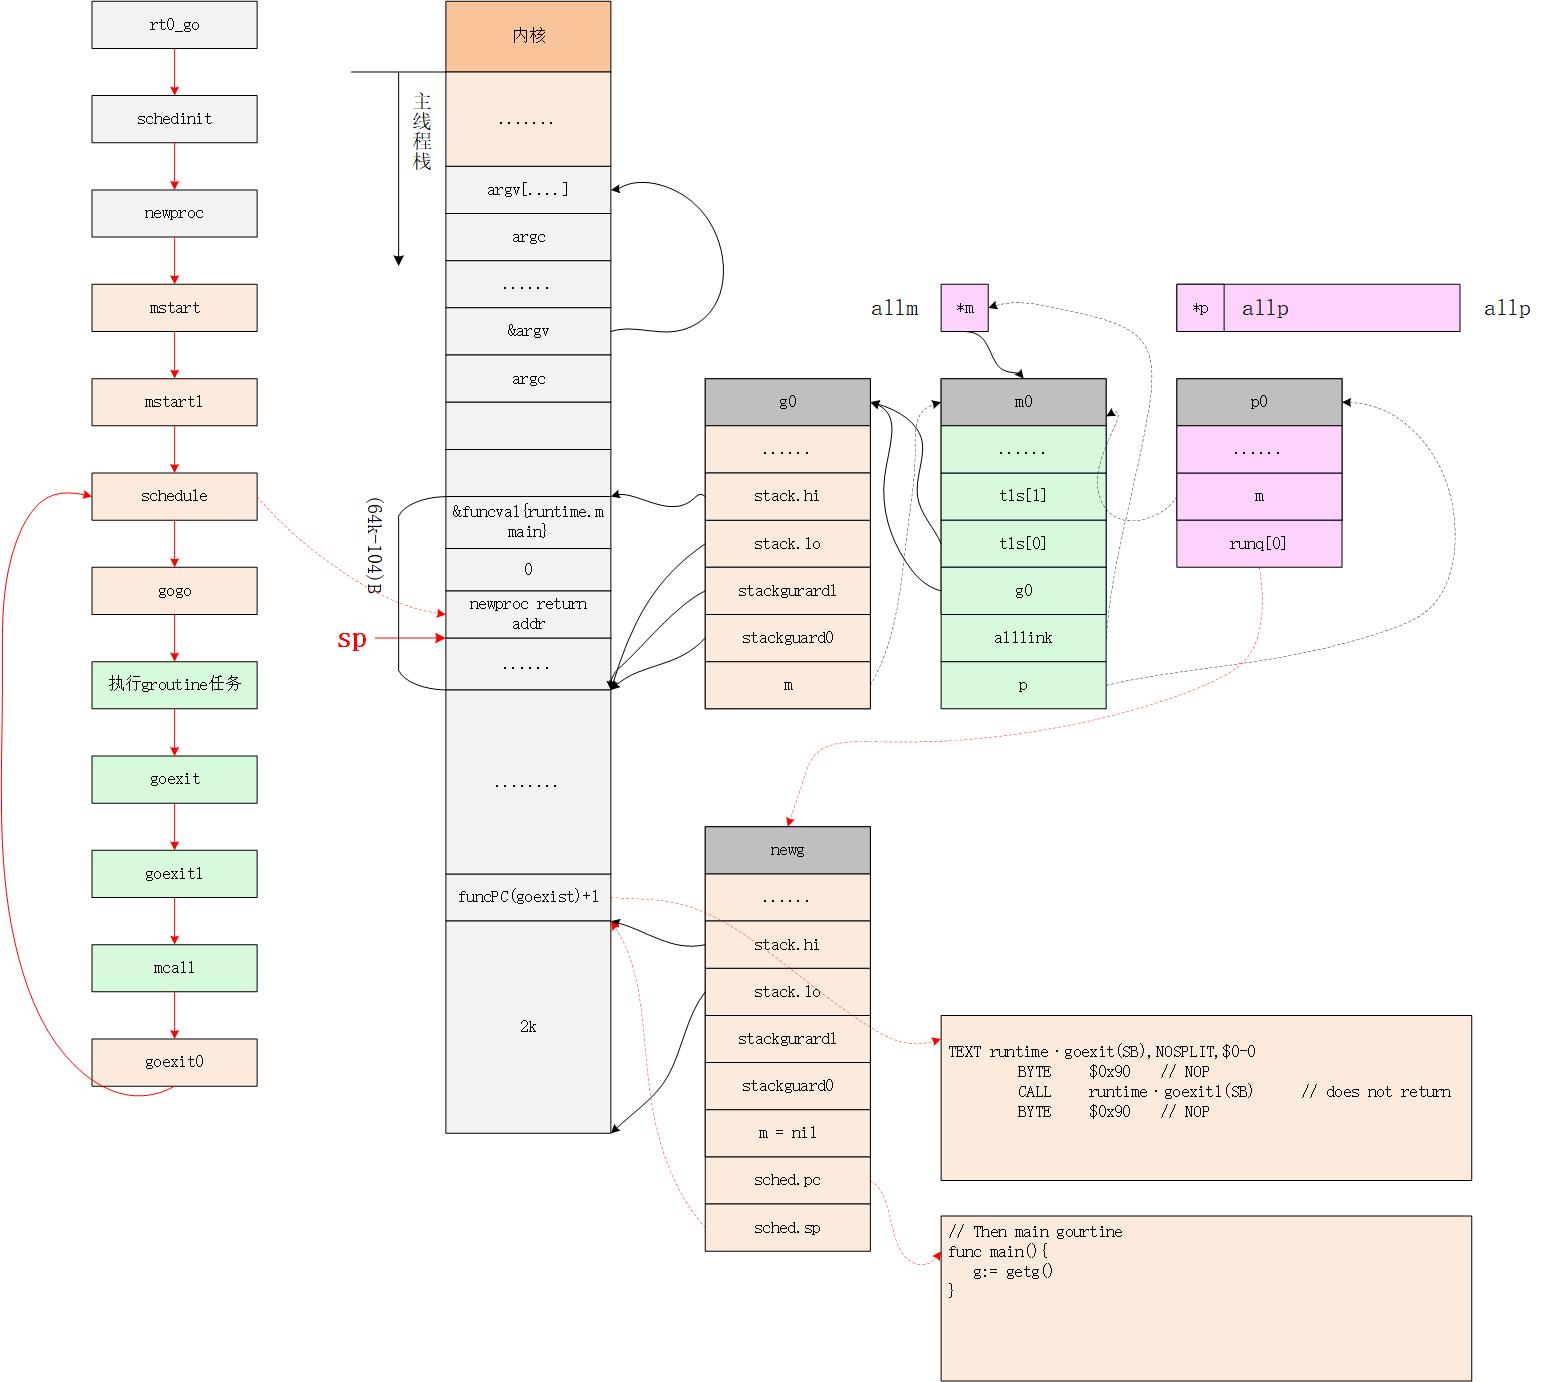 rt0_go
schedinit
newproc
mstart
mstart1
schedule
gogo
执行groutine任务
goexit
goexit1
mcall
goexit0
内核
主线程栈
.......
argv[....]
argc
......
&argv
argc
(64k-104)B
&funcval{runtime.m
main}
0
newproc return
addr
sp
......
........
funcPC(goexist)+1
2k
g0
......
stack.hi
stack.lo
stackgurard1
stackguard0
m
allm
*m
m0
......
tls[1]
tls[0]
g0
alllink
p
*p
allp
allp
p0
......
m
runq[0]
newg
......
stack.hi
stack.lo
stackgurard1
stackguard0
m = nil
sched.pc
sched.sp
TEXT runtime·goexit(SB),NOSPLIT,$0-0
BYTE $0x90 // NOP
CALL runtime·goexit1(SB) // does not return
BYTE $0x90 // NOP
// Then main gourtine
func main(){
g:= getg()
}